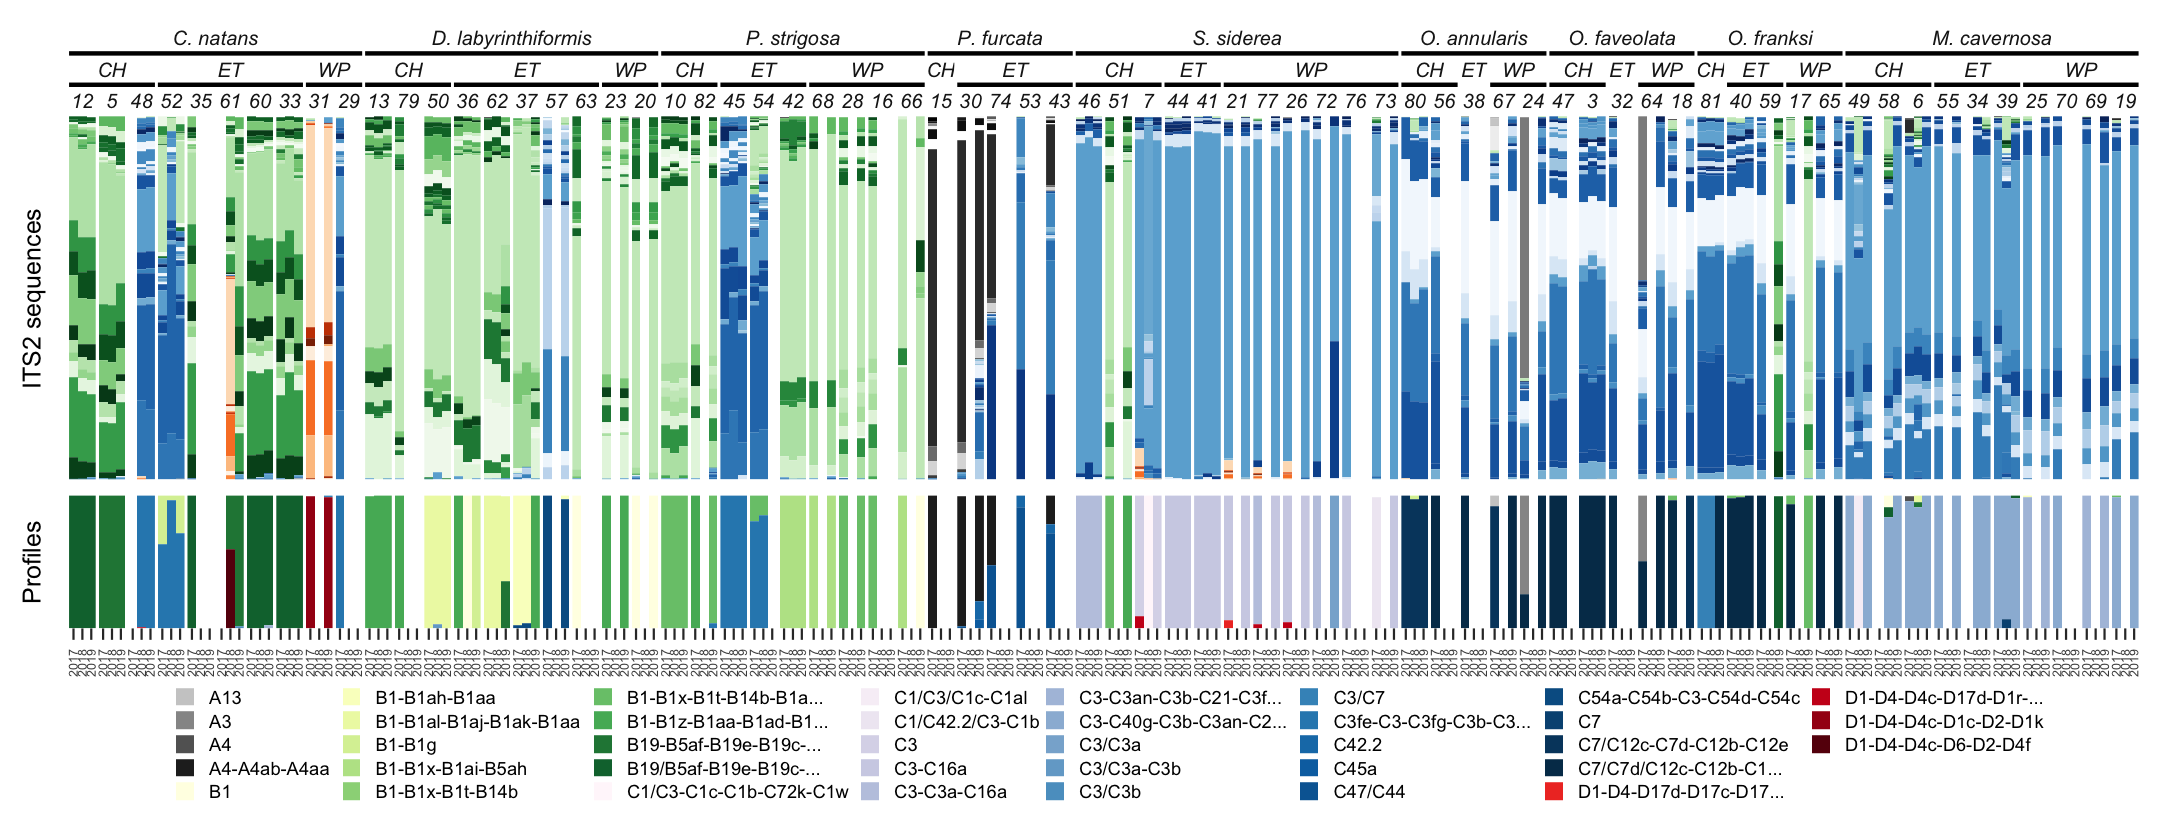 C. natans D. labyrinthiformis P. strigosa P. furcata S. siderea O. annularis O. faveolata O. franksi M. cavernosa
CH ET WP CH ET WP CH ET WP CH ET CH ET WP CH ET WP CH ET WP CH ET WP CH ET WP
12 5 48 52 35 61 60 33 31 29 13 79 50 36 62 37 57 63 23 20 10 82 45 54 42 68 28 16 66 15 30 74 53 43 46 51 7 44 41 21 77 26 72 76 73 80 56 38 67 24 47 3 32 64 18 81 40 59 17 65 49 58 6 55 34 39 25 70 69 19
ITS2 sequences
Profiles
A13 B1-B1ah-B1aa B1-B1x-B1t-B14b-B1a... C1/C3/C1c-C1al C3-C3an-C3b-C21-C3f... C3/C7 C54a-C54b-C3-C54d-C54c D1-D4-D4c-D17d-D1r-...
A3 B1-B1al-B1aj-B1ak-B1aa B1-B1z-B1aa-B1ad-B1... C1/C42.2/C3-C1b C3-C40g-C3b-C3an-C2... C3fe-C3-C3fg-C3b-C3... C7 D1-D4-D4c-D1c-D2-D1k
A4 B1-B1g B19-B5af-B19e-B19c-... C3 C3/C3a C42.2 C7/C12c-C7d-C12b-C12e D1-D4-D4c-D6-D2-D4f
A4-A4ab-A4aa B1-B1x-B1ai-B5ah B19/B5af-B19e-B19c-... C3-C16a C3/C3a-C3b C45a C7/C7d/C12c-C12b-C1...
B1 B1-B1x-B1t-B14b C1/C3-C1c-C1b-C72k-C1w C3-C3a-C16a C3/C3b C47/C44 D1-D4-D17d-D17c-D17...